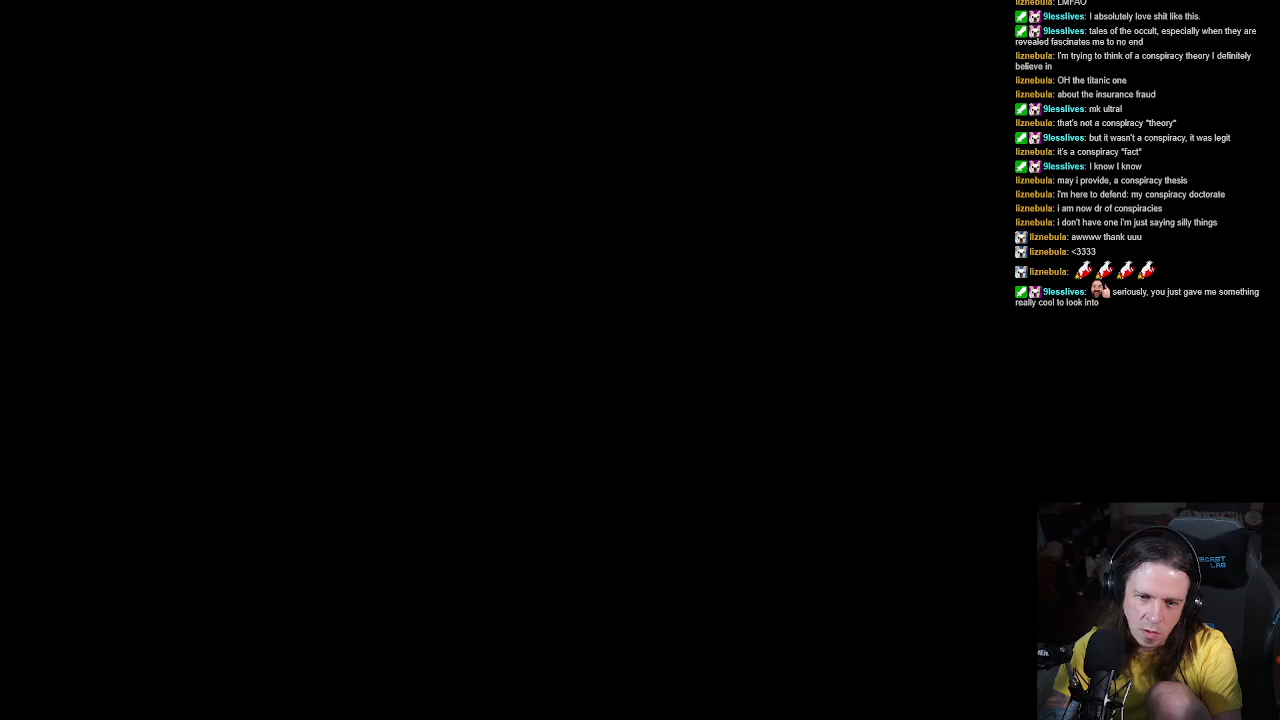 liznebula: LMFAO
9lesslives: I absolutely love shit like this.
9lesslives: tales of the occult, especially when they are
revealed fascinates me to no end
liznebula: I'm trying to think of a conspiracy theory I definitely
believe in
liznebula: OH the titanic one
liznebula: about the insurance fraud
9lesslives: mk ultral
liznebula: that's not a conspiracy *theory*
9lesslives: but it wasn't a conspiracy, it was legit
liznebula: it's a conspiracy *fact*
9lesslives: I know I know
liznebula: may i provide, a conspiracy thesis
liznebula: i'm here to defend: my conspiracy doctorate
liznebula: i am now dr of conspiracies
liznebula: i don't have one i'm just saying silly things
liznebula: awwww thank uuu
liznebula: <3333
liznebula:
9lesslives: seriously, you just gave me something
really cool to look into
SECRET
LAB